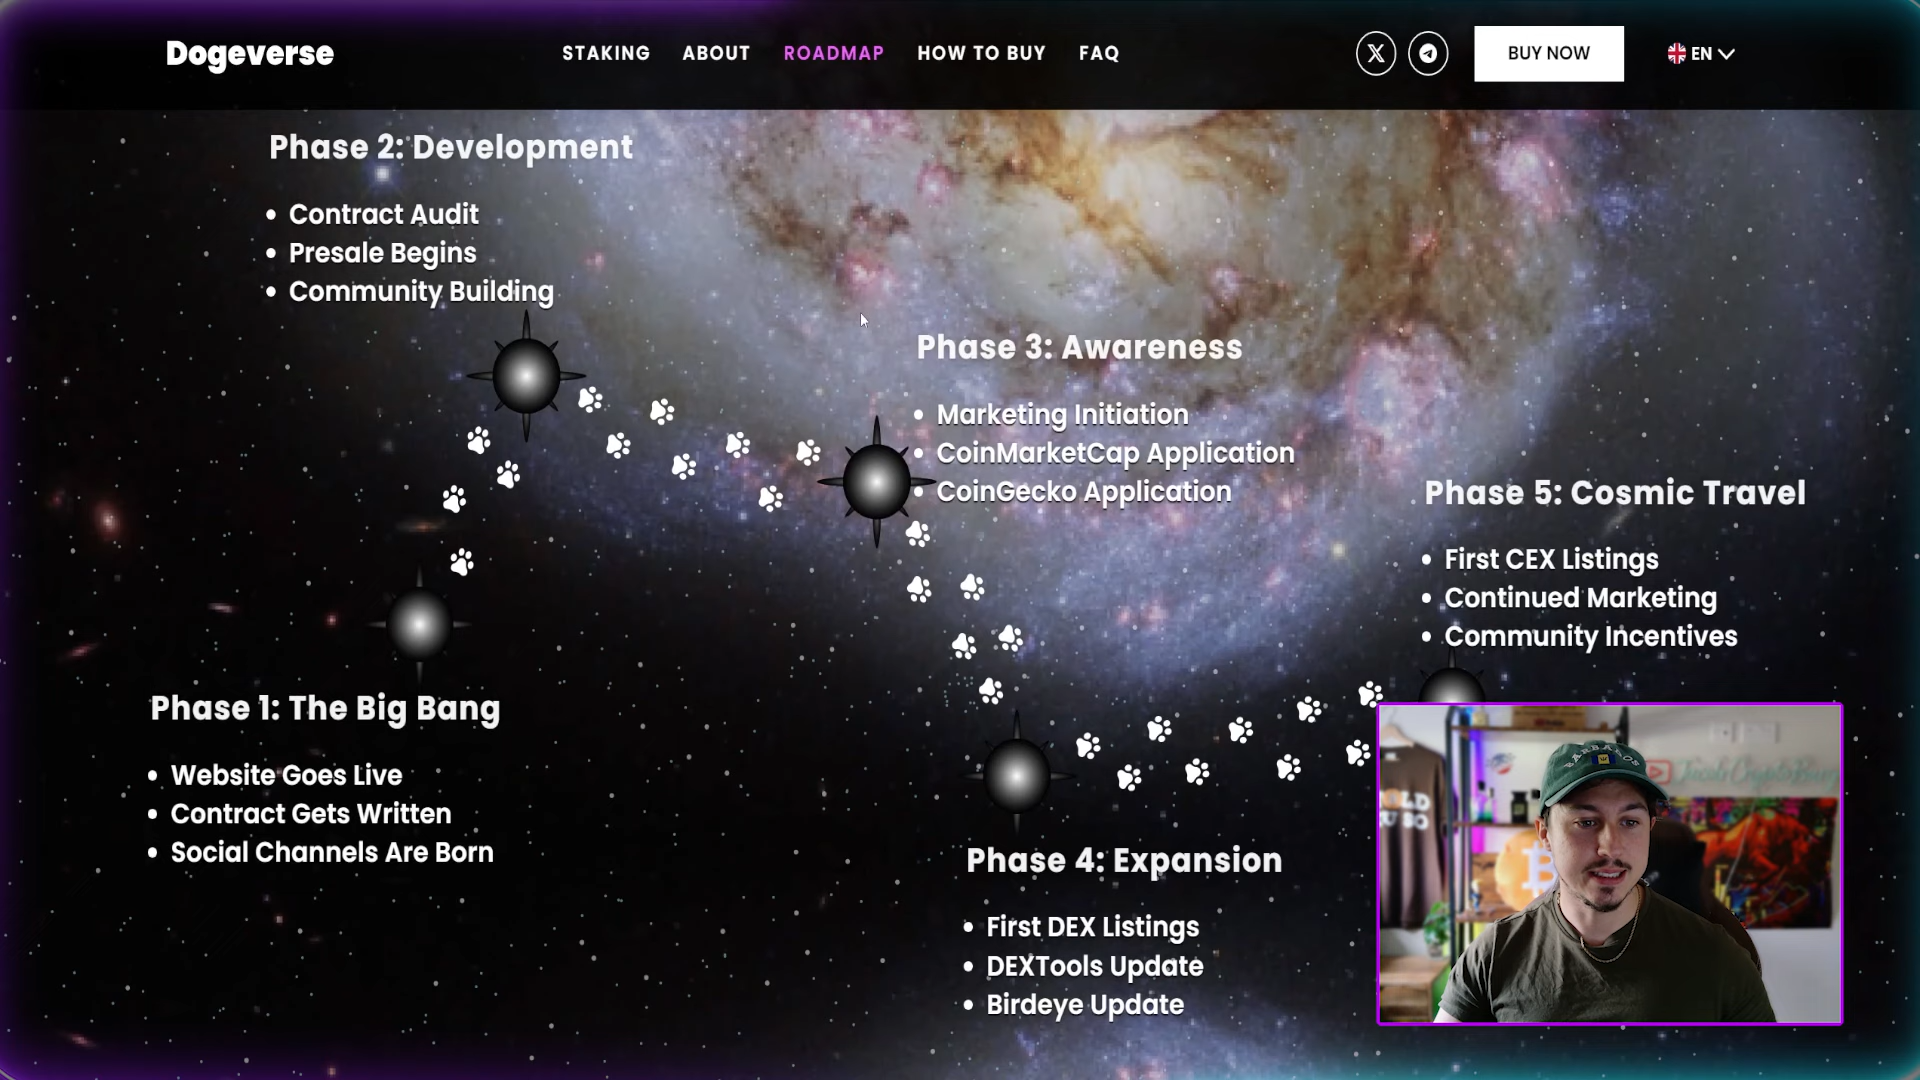 Dogeverse
STAKING
ABOUT
ROADMAP
HOW TO BUY
FAQ
BUY NOW
EN
Phase 2: Development
Contract Audit
Presale Begins
Community Building
Phase 3: Awareness
Marketing Initiation
CoinMarketCap Application
CoinGecko Application
Phase 5: Cosmic Travel
First CEX Listings
Continued Marketing
Community Incentives
Phase 1: The Big Bang
Website Goes Live
Contract Gets Written
Social Channels Are Born
Phase 4: Expansion
First DEX Listings
DEXTools Update
Birdeye Update
BARBADOS